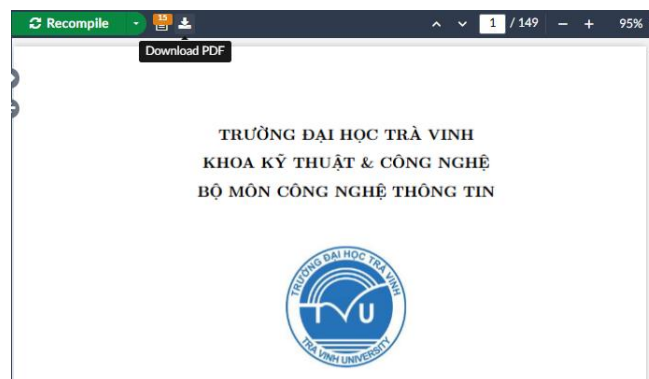 Recompile
15
1 / 149
95%
Download PDF
TRƯỜNG ĐẠI HỌC TRÀ VINH
KHOA KỸ THUẬT & CÔNG NGHỆ
BỘ MÔN CÔNG NGHỆ THÔNG TIN
TRƯỜNG ĐẠI HỌC TRÀ VINH
TVU
TRA VINH UNIVERSITY